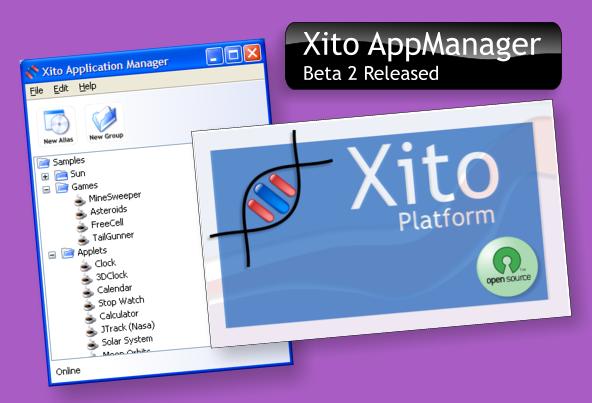 Xito AppManager
Beta 2 Released
Xito Application Manager
File Edit Help
New Alias New Group
Samples
Sun
Games
MineSweeper
Asteroids
FreeCell
TailGunner
Applets
Clock
3DClock
Calendar
Stop Watch
Calculator
JTrack (Nasa)
Solar System
Moon Orbits
Online
Xito
Platform
open source